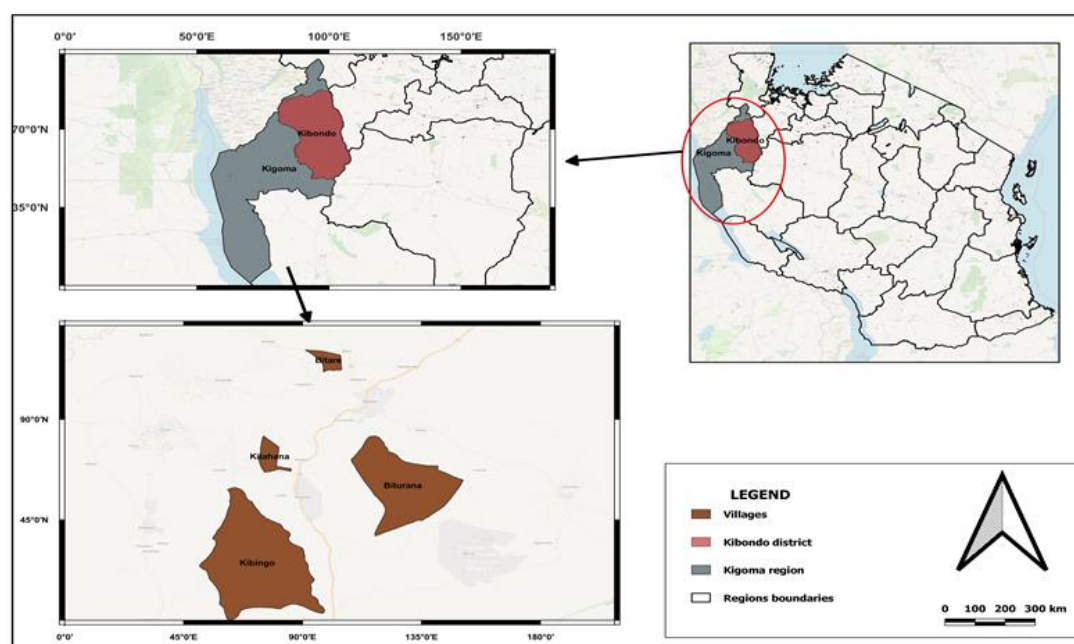 0°0' 50°0'E 100°0'E 150°0'E
70°0'N
35°0'N
Kibondo
Kigoma
Kibondo
Kigoma
90°0'N
45°0'N
Bitare
Kilahana
Biturana
Kibingo
0°0' 45°0'E 90°0'E 135°0'E 180°0'E
LEGEND
Villages
Kibondo district
Kigoma region
Regions boundaries
0 100 200 300 km